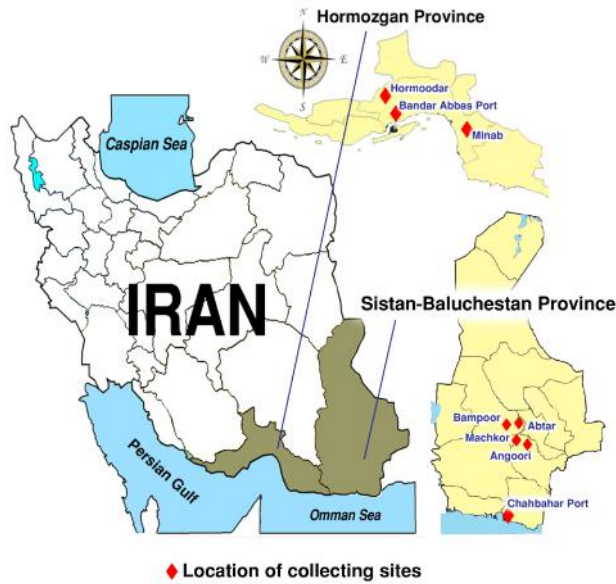 Hormozgan Province
N
W
E
S
Hormoodar
Bandar Abbas Port
Minab
Caspian Sea
IRAN
Sistan-Baluchestan Province
Bampoor
Abtar
Machkor
Angoori
Persian Gulf
Chahbahar Port
Omman Sea
Location of collecting sites